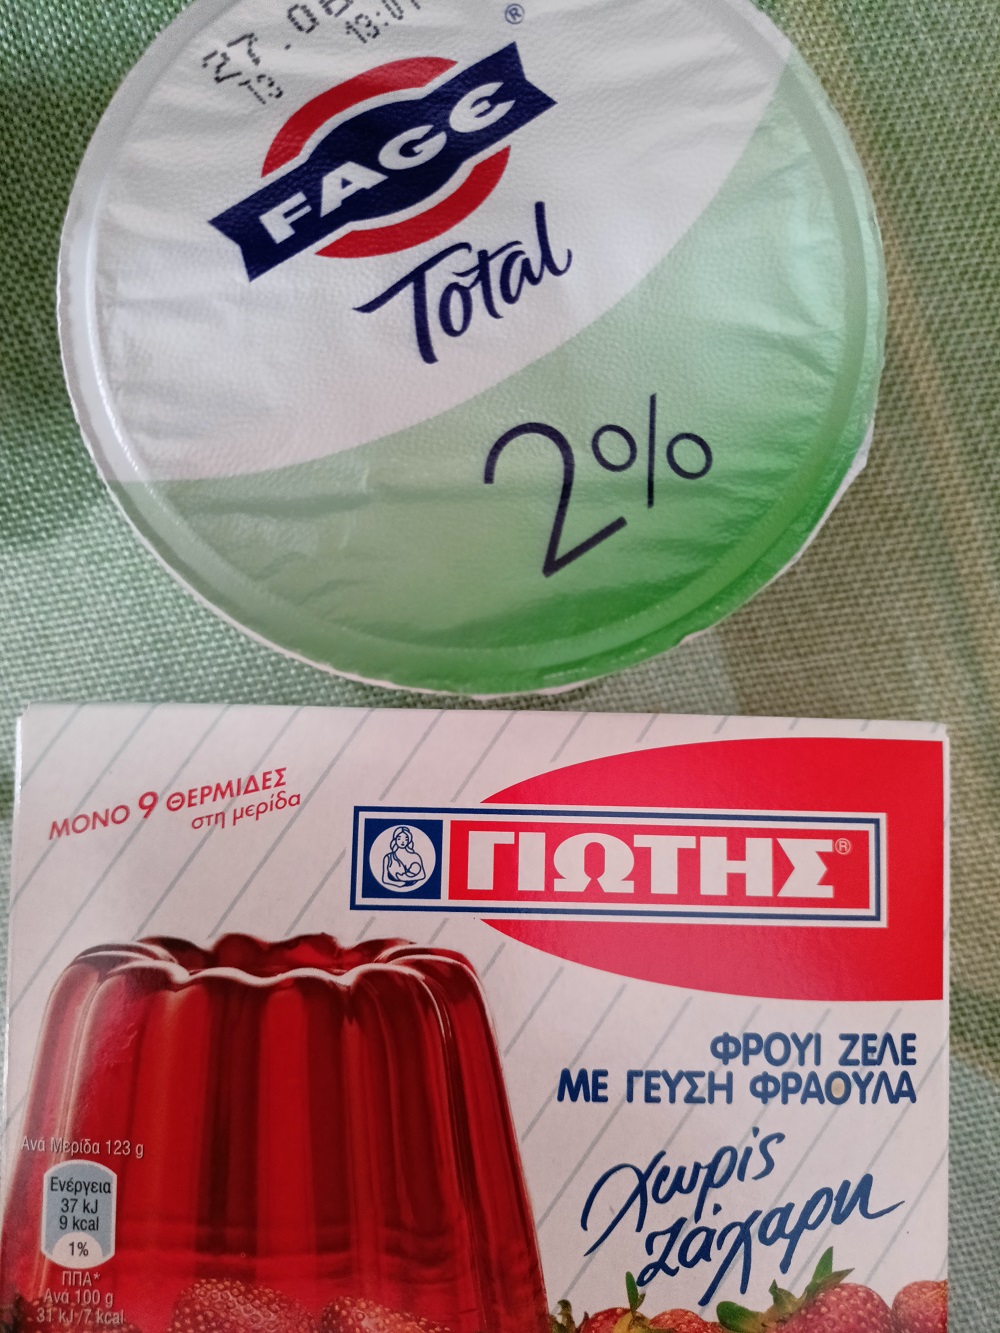 FAGE®
Total
2%
ΜΟΝΟ 9 ΘΕΡΜΙΔΕΣ
στη μερίδα
ΓΙΩΤΗΣ®
ΦΡΟΥΙ ΖΕΛΕ
ΜΕ ΓΕΥΣΗ ΦΡΑΟΥΛΑ
χωρίς
ζάχαρη
Ανά Μερίδα 123 g
Ενέργεια
37 kJ
9 kcal
1%
ΠΠΑ*
Ανά 100 g
31 kJ/7 kcal